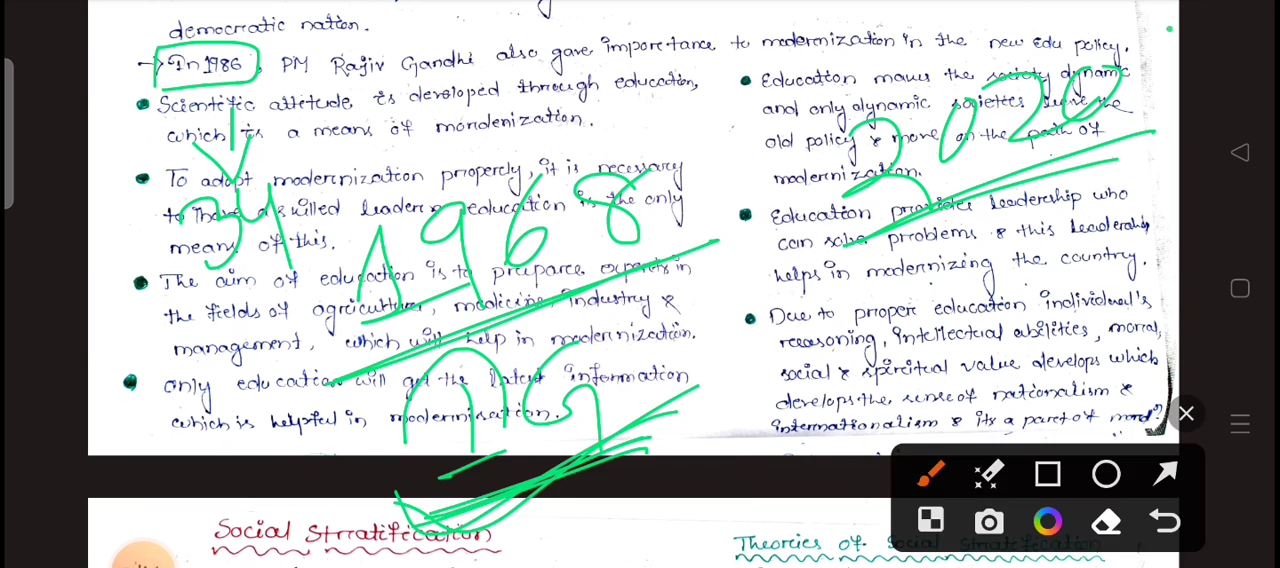 democratic nation.
→ In 1986, PM Rajiv Gandhi also gave importance to modernization in the new Edu policy.
• Scientific attitude is developed through education,
which is a means of mordenization.
• To adopt modernization properly, it is necessary
to have a skilled leader education is the only
means of this.
• The aim of education is to prepare experts in
the fields of agriculture, medicine, industry &
management, which will help in modernization.
• Only education will get the latest information
which is helpful in modernisation.
• Education the society dynamic
and only dynamic societies the
old policy & move on the path of
modernization.
• Education provides leadership who
can solve problems & this leadership
helps in modernizing the country.
• Due to proper education individual's
reasoning, intellectual abilities, moral,
social & spiritual value develops which
develops the sense of nationalism &
internationalism & its a part of
34
1968
2020
Social Stratification
Theories of Social Stratification